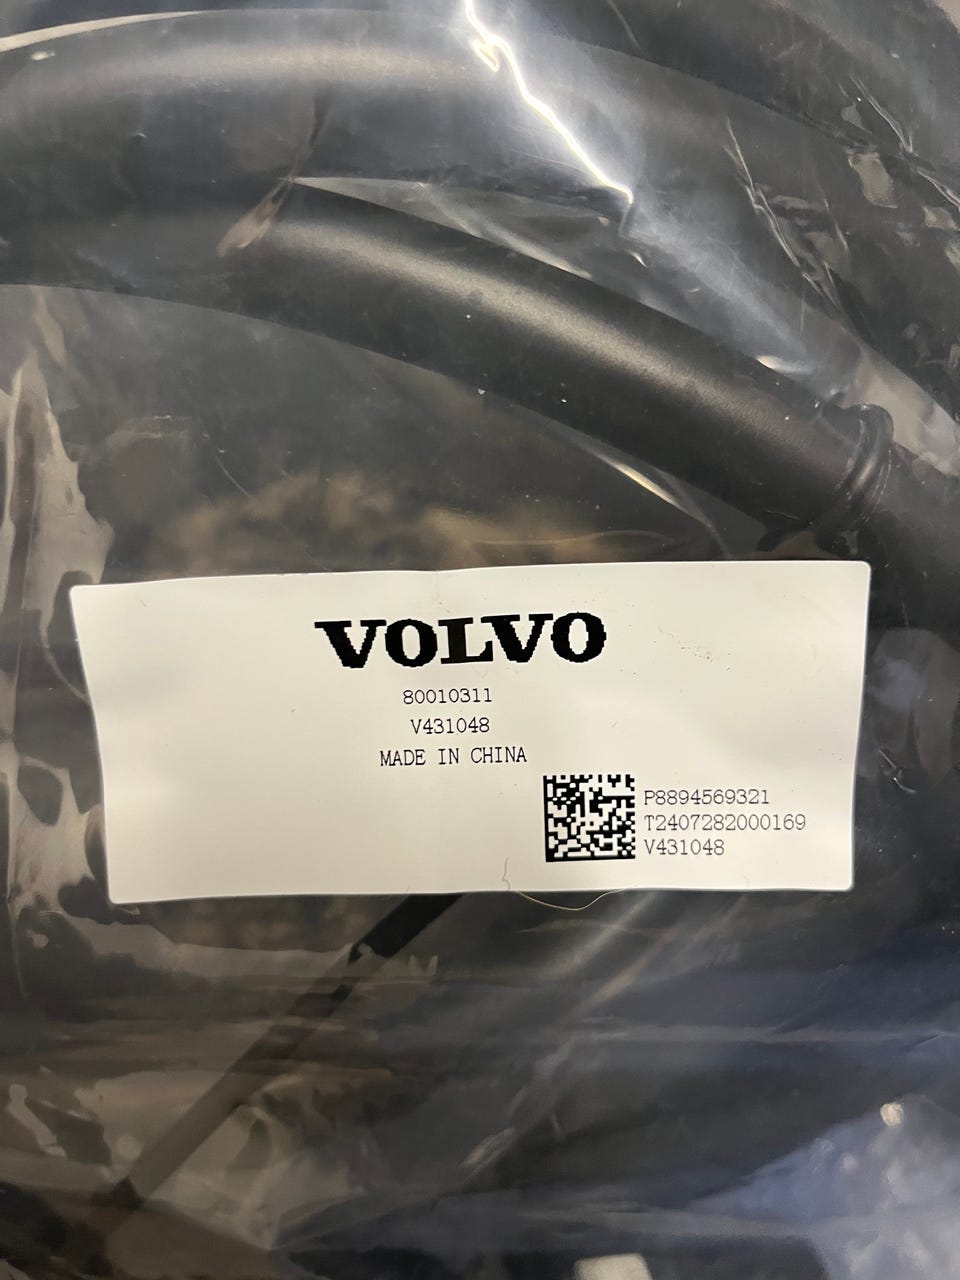 VOLVO
80010311
V431048
MADE IN CHINA
P8894569321
T2407282000169
V431048